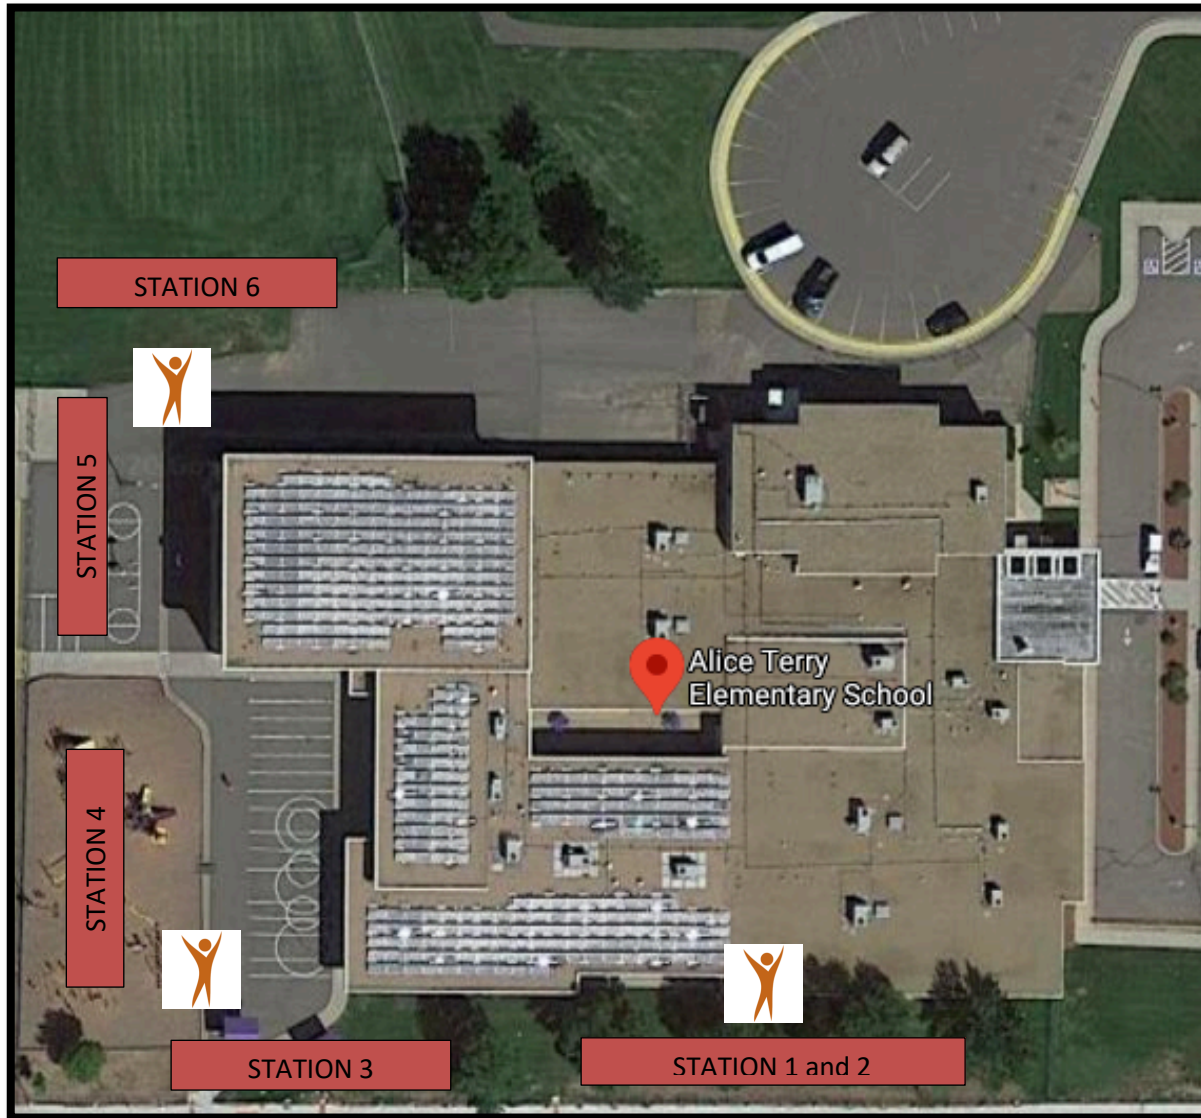 STATION 6
STATION 5
Alice Terry
Elementary School
STATION 4
STATION 3
STATION 1 and 2